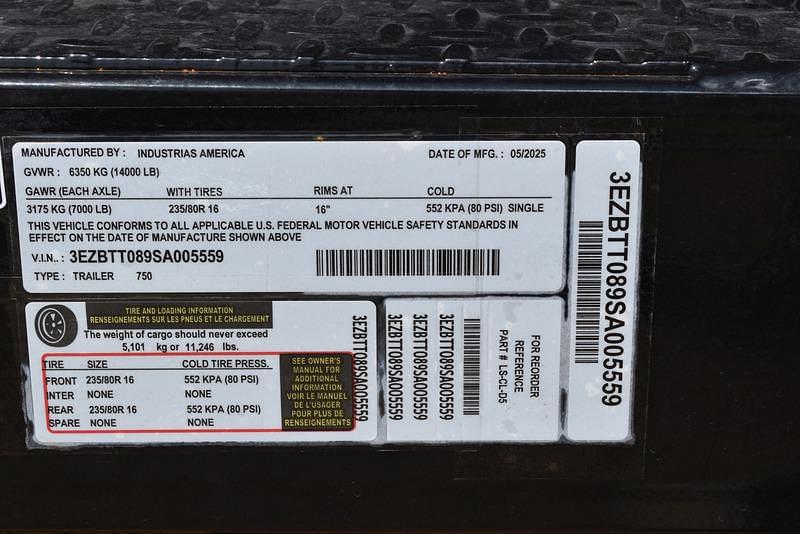 MANUFACTURED BY : INDUSTRIAS AMERICA DATE OF MFG. : 05/2025
GVWR : 6350 KG (14000 LB)
GAWR (EACH AXLE) WITH TIRES RIMS AT COLD
3175 KG (7000 LB) 235/80R 16 16" 552 KPA (80 PSI) SINGLE
THIS VEHICLE CONFORMS TO ALL APPLICABLE U.S. FEDERAL MOTOR VEHICLE SAFETY STANDARDS IN
EFFECT ON THE DATE OF MANUFACTURE SHOWN ABOVE
V.I.N.. : 3EZBTT089SA005559
TYPE : TRAILER 750
3EZBTT089SA005559
TIRE AND LOADING INFORMATION
RENSEIGNEMENTS SUR LES PNEUS ET LE CHARGEMENT
The weight of cargo should never exceed
5,101 kg or 11,246 lbs.
TIRE SIZE COLD TIRE PRESS.
FRONT 235/80R 16 552 KPA (80 PSI)
INTER NONE NONE
REAR 235/80R 16 552 KPA (80 PSI)
SPARE NONE NONE
SEE OWNER'S
MANUAL FOR
ADDITIONAL
INFORMATION
VOIR LE MANUEL
DE L'USAGER
POUR PLUS DE
RENSEIGNEMENTS
3EZBTT089SA005559
3EZBTT089SA005559
3EZBTT089SA005559
3EZBTT089SA005559
FOR REORDER
REFERENCE
PART # LS-CL-D5